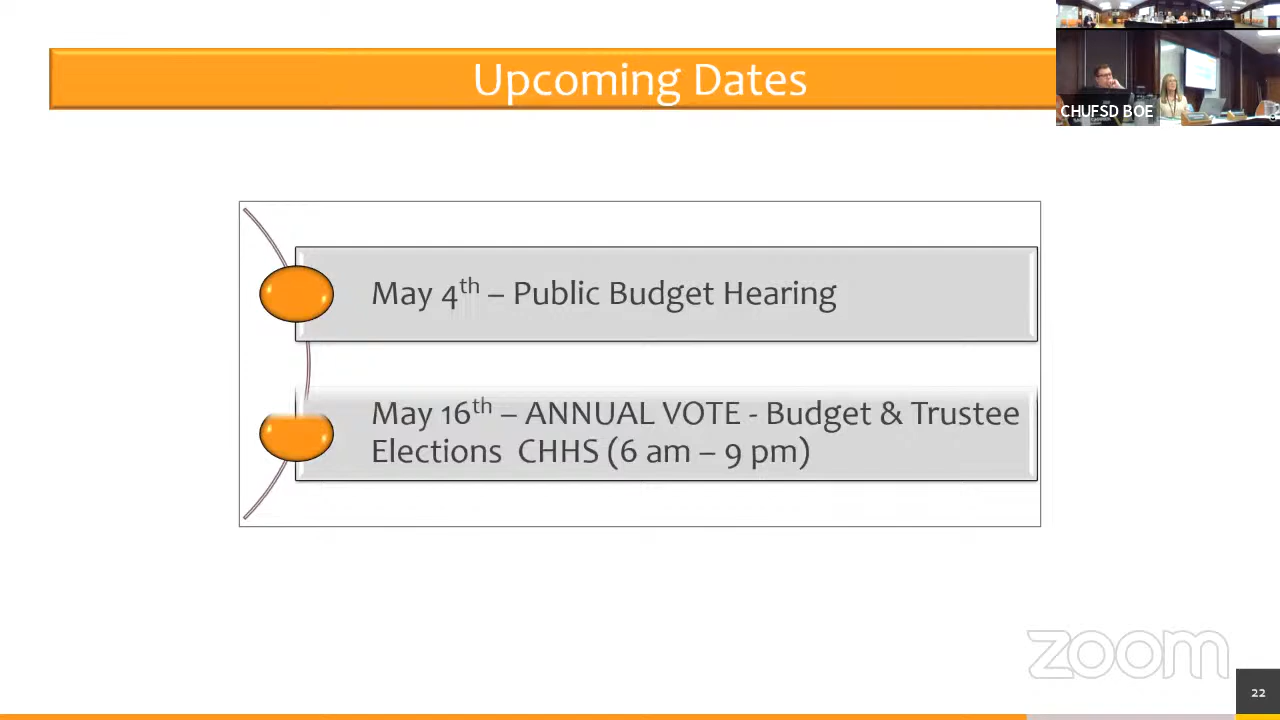 Upcoming Dates
CHUFSD BOE
May 4th – Public Budget Hearing
May 16th – ANNUAL VOTE - Budget & Trustee
Elections CHHS (6 am – 9 pm)
zoom
22